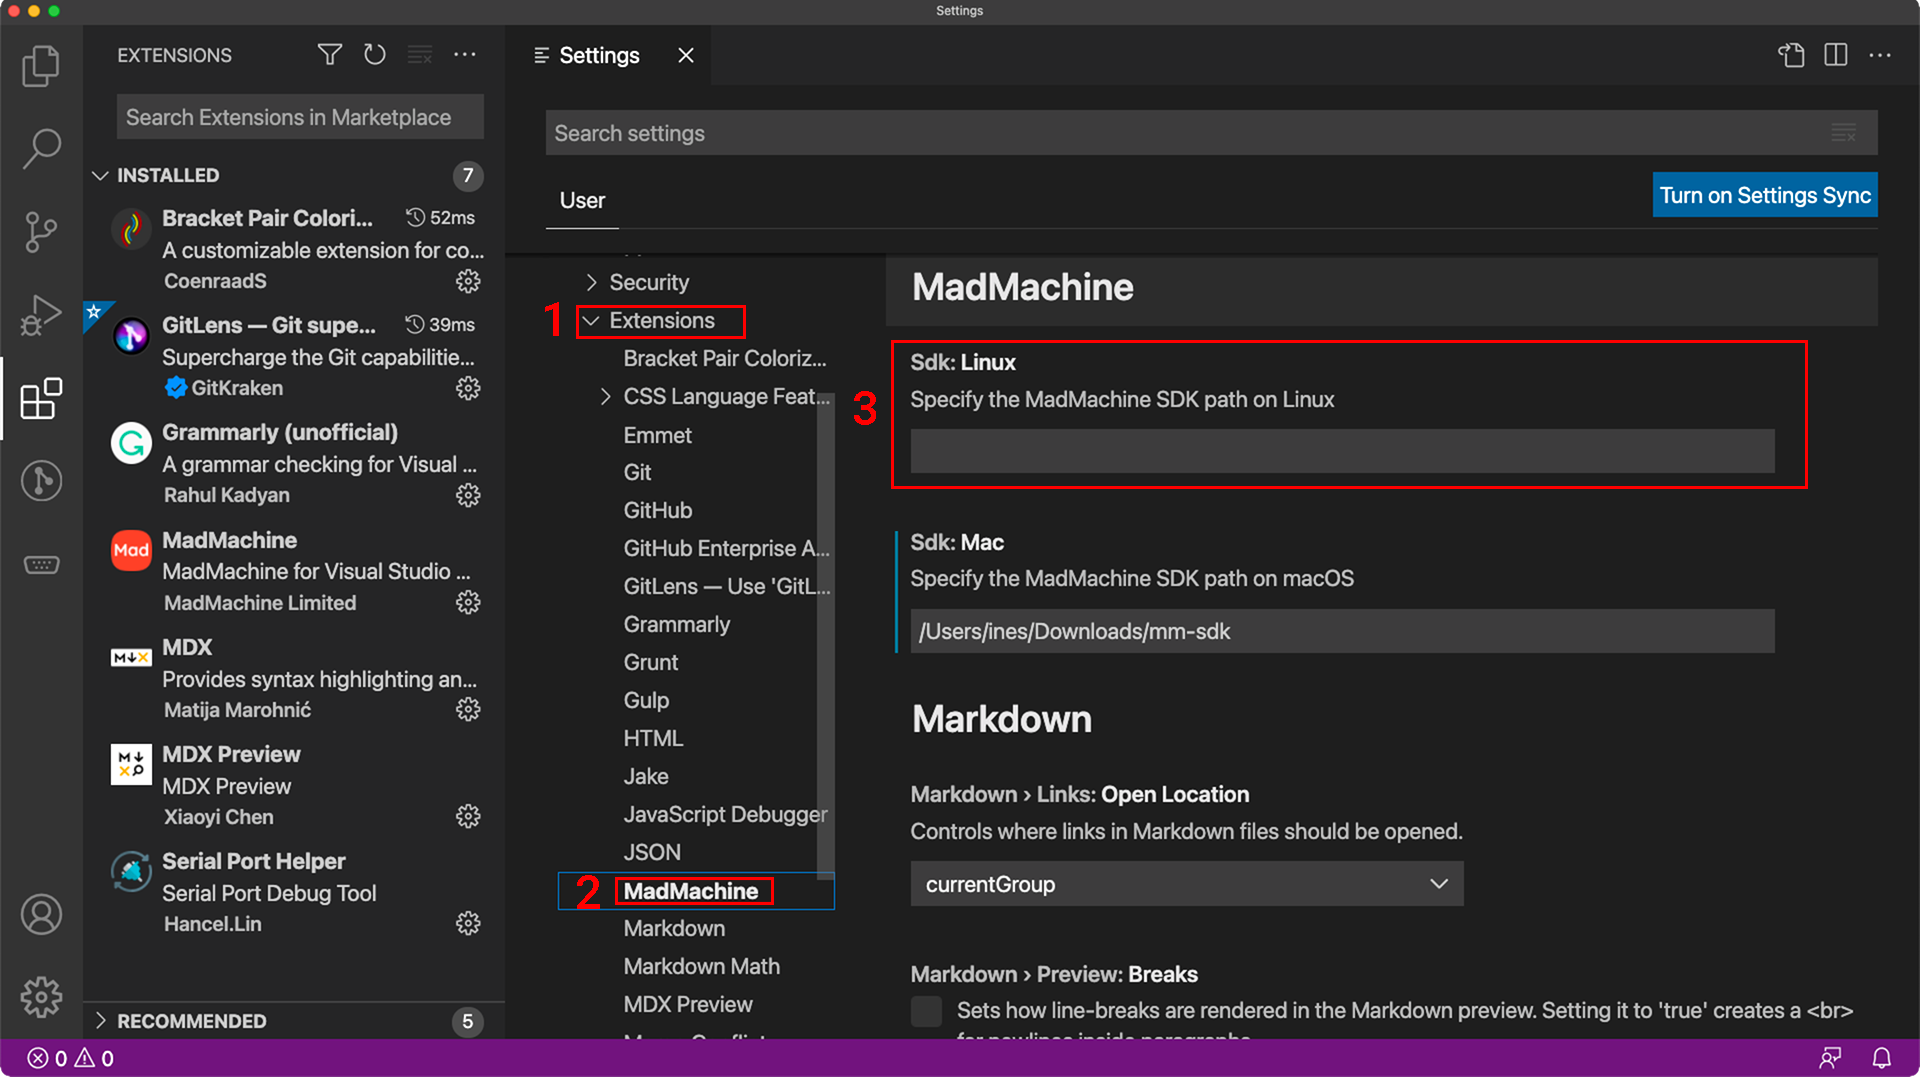 Settings
EXTENSIONS
Search Extensions in Marketplace
INSTALLED
7
Bracket Pair Colori...
52ms
A customizable extension for co...
CoenraadS
GitLens — Git supe...
39ms
Supercharge the Git capabilitie...
GitKraken
Grammarly (unofficial)
A grammar checking for Visual ...
Rahul Kadyan
Mad
MadMachine
MadMachine for Visual Studio ...
MadMachine Limited
MDX
Provides syntax highlighting an...
Matija Marohnić
MDX Preview
MDX Preview
Xiaoyi Chen
Serial Port Helper
Serial Port Debug Tool
Hancel.Lin
RECOMMENDED
5
Settings
Search settings
User
Turn on Settings Sync
Security
1
Extensions
Bracket Pair Coloriz...
CSS Language Feat...
Emmet
Git
GitHub
GitHub Enterprise A...
GitLens — Use 'GitL...
Grammarly
Grunt
Gulp
HTML
Jake
JavaScript Debugger
JSON
2
MadMachine
Markdown
Markdown Math
MDX Preview
MadMachine
3
Sdk: Linux
Specify the MadMachine SDK path on Linux
Sdk: Mac
Specify the MadMachine SDK path on macOS
/Users/ines/Downloads/mm-sdk
Markdown
Markdown › Links: Open Location
Controls where links in Markdown files should be opened.
currentGroup
Markdown › Preview: Breaks
Sets how line-breaks are rendered in the Markdown preview. Setting it to 'true' creates a <br>
for newlines inside paragraphs.
0
0